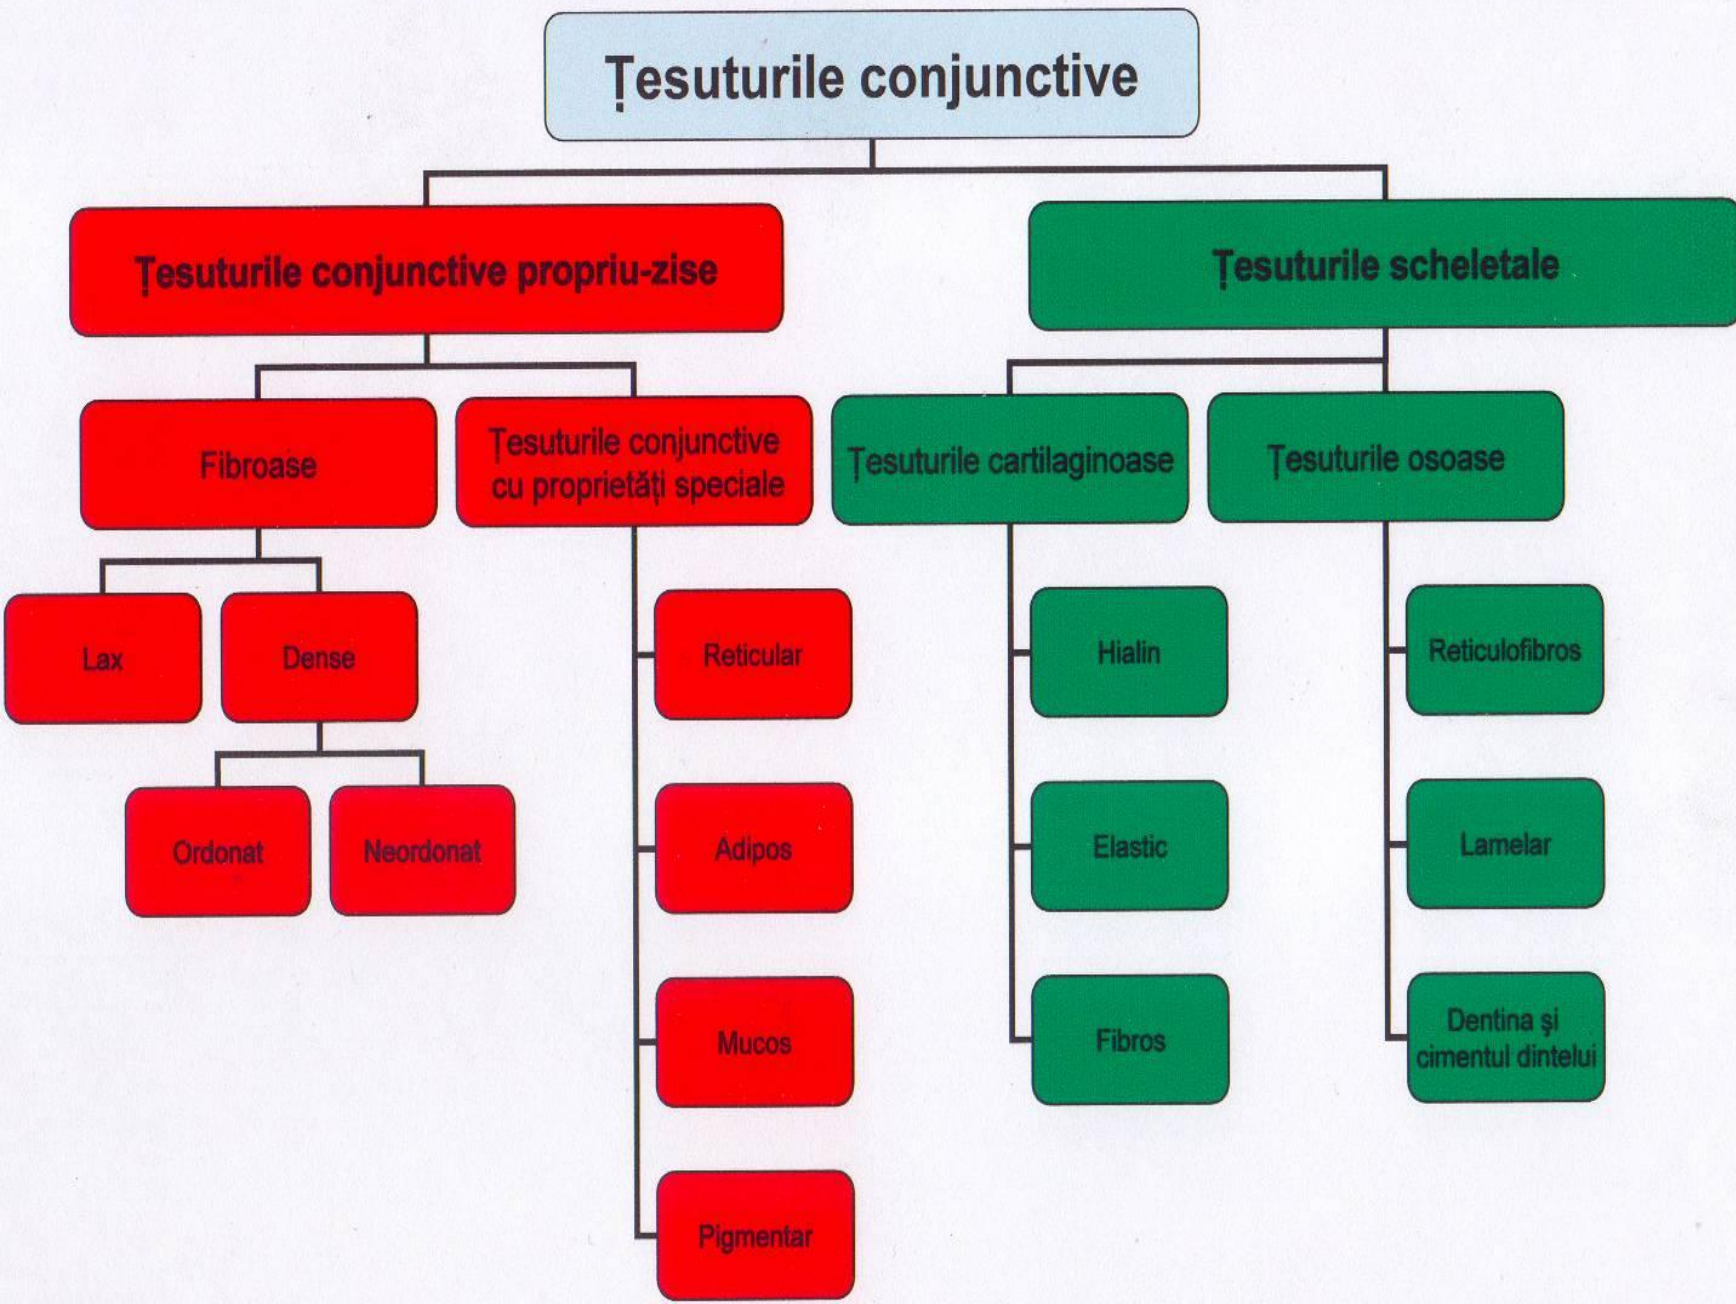 Țesuturile conjunctive
Țesuturile conjunctive propriu-zise
Țesuturile scheletale
Fibroase
Țesuturile conjunctive
cu proprietăți speciale
Țesuturile cartilaginoase
Țesuturile osoase
Lax
Dense
Reticular
Hialin
Reticulofibros
Ordonat
Neordonat
Adipos
Elastic
Lamelar
Mucos
Fibros
Dentina și
cimentul dintelui
Pigmentar